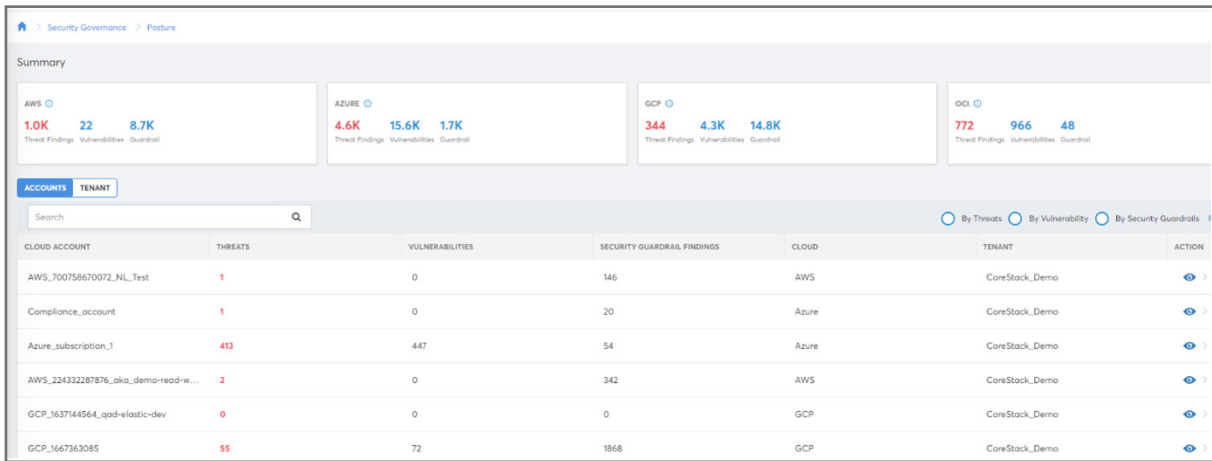 Security Governance > Posture
Summary
AWS
1.0K 22 8.7K
Threat Findings Vulnerabilities Guardrail
AZURE
4.6K 15.6K 1.7K
Threat Findings Vulnerabilities Guardrail
GCP
344 4.3K 14.8K
Threat Findings Vulnerabilities Guardrail
OCI
772 966 48
Threat Findings Vulnerabilities Guardrail
ACCOUNTS TENANT
Search By Threats By Vulnerability By Security Guardrails
CLOUD ACCOUNT THREATS VULNERABILITIES SECURITY GUARDRAIL FINDINGS CLOUD TENANT ACTION
AWS_700758670072_NL_Test 1 0 146 AWS CoreStack_Demo
Compliance_account 1 0 20 Azure CoreStack_Demo
Azure_subscription_1 413 447 54 Azure CoreStack_Demo
AWS_224332287876_aka_demo-read-w... 2 0 342 AWS CoreStack_Demo
GCP_1637144564_qad-elastic-dev 0 0 0 GCP CoreStack_Demo
GCP_1667363085 55 72 1868 GCP CoreStack_Demo